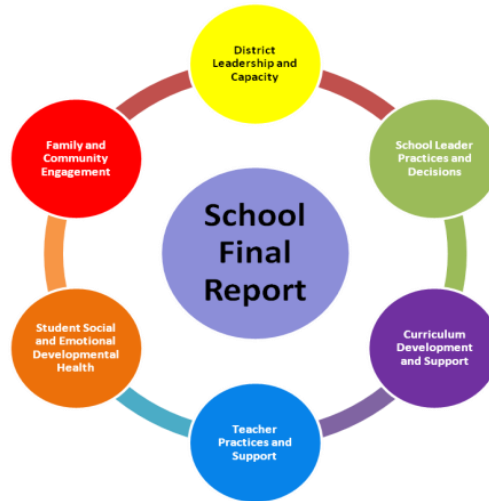 District
Leadership and
Capacity
Family and
Community
Engagement
School Leader
Practices and
Decisions
School
Final
Report
Student Social
and Emotional
Developmental
Health
Curriculum
Development
and Support
Teacher
Practices and
Support